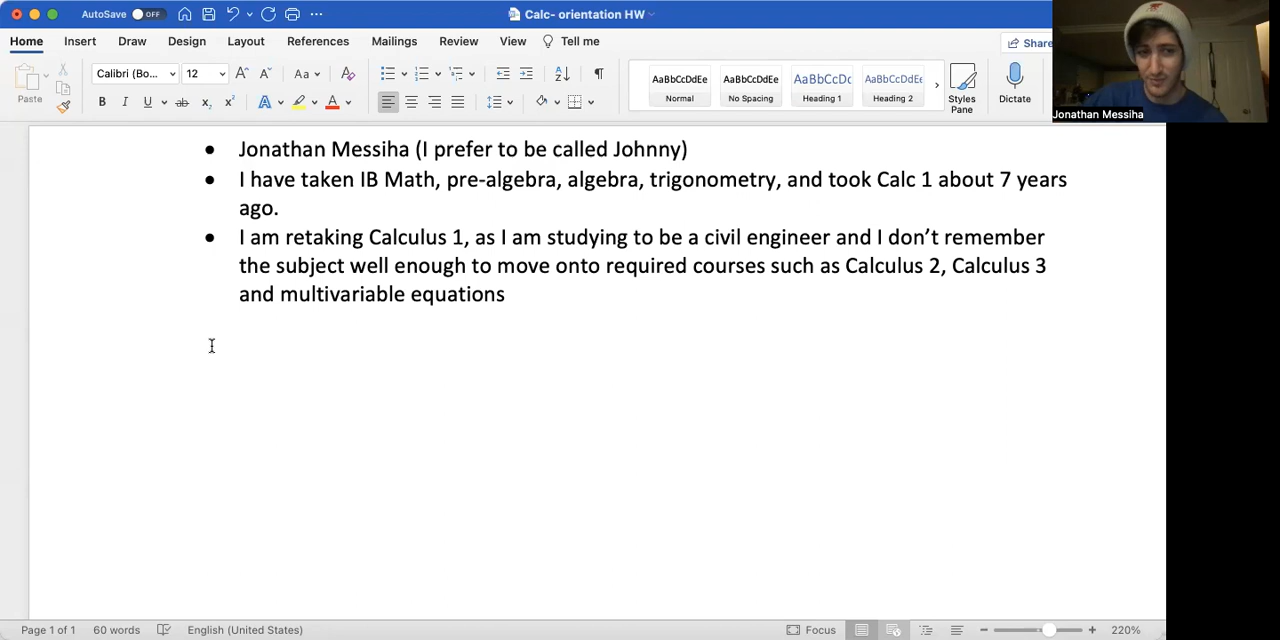 AutoSave OFF Calc- orientation HW
Home Insert Draw Design Layout References Mailings Review View Tell me Share
Paste Calibri (Bo... 12 A A Aa A AaBbCcDdEe AaBbCcDdEe AaBbCcDc AaBbCcDdEe
B I U ab x₂ x² A A Normal No Spacing Heading 1 Heading 2 Styles Pane Dictate
Jonathan Messiha
• Jonathan Messiha (I prefer to be called Johnny)
• I have taken IB Math, pre-algebra, algebra, trigonometry, and took Calc 1 about 7 years
ago.
• I am retaking Calculus 1, as I am studying to be a civil engineer and I don’t remember
the subject well enough to move onto required courses such as Calculus 2, Calculus 3
and multivariable equations
Page 1 of 1 60 words English (United States) Focus 220%